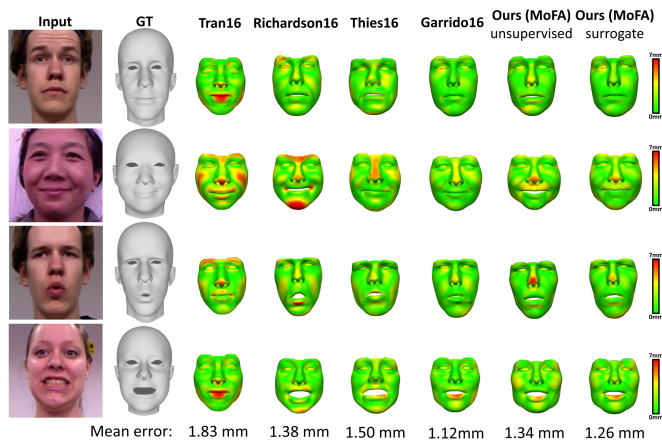 Input GT Tran16 Richardson16 Thies16 Garrido16 Ours (MoFA) Ours (MoFA)
unsupervised surrogate
7mm
0mm
7mm
0mm
7mm
0mm
7mm
0mm
Mean error: 1.83 mm 1.38 mm 1.50 mm 1.12mm 1.34 mm 1.26 mm